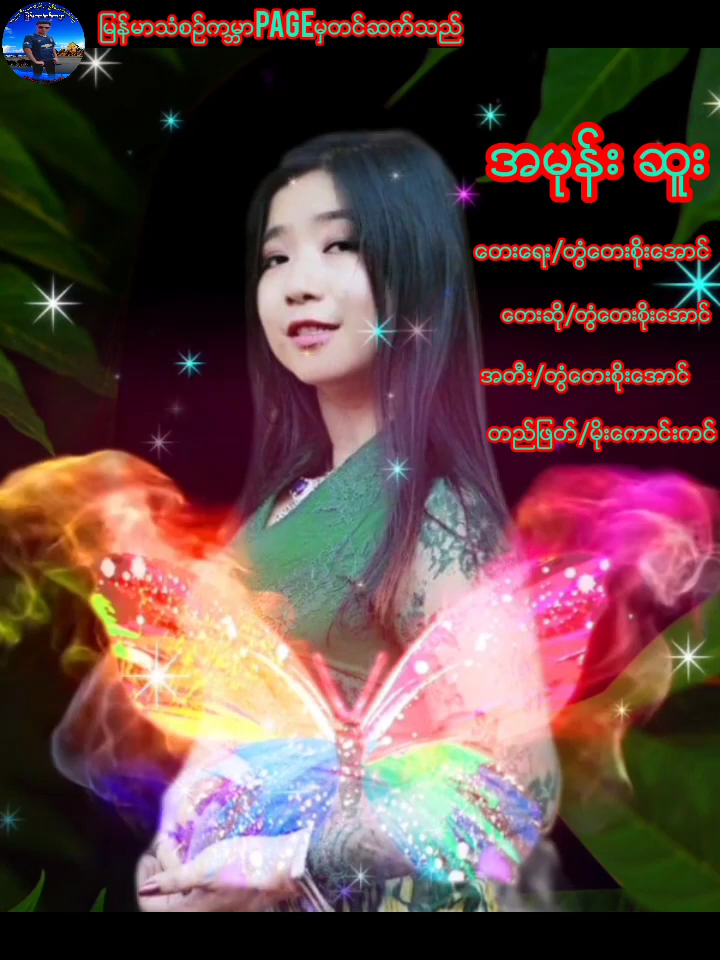 မြန်မာသံစဉ်ကမ္ဘာPAGEမှတင်ဆက်သည်
အမုန်း ဆူး
တေးရေး/တွံတေးစိုးအောင်
တေးဆို/တွံတေးစိုးအောင်
အတီး/တွံတေးစိုးအောင်
တည်ဖြတ်/မိုးကောင်းကင်